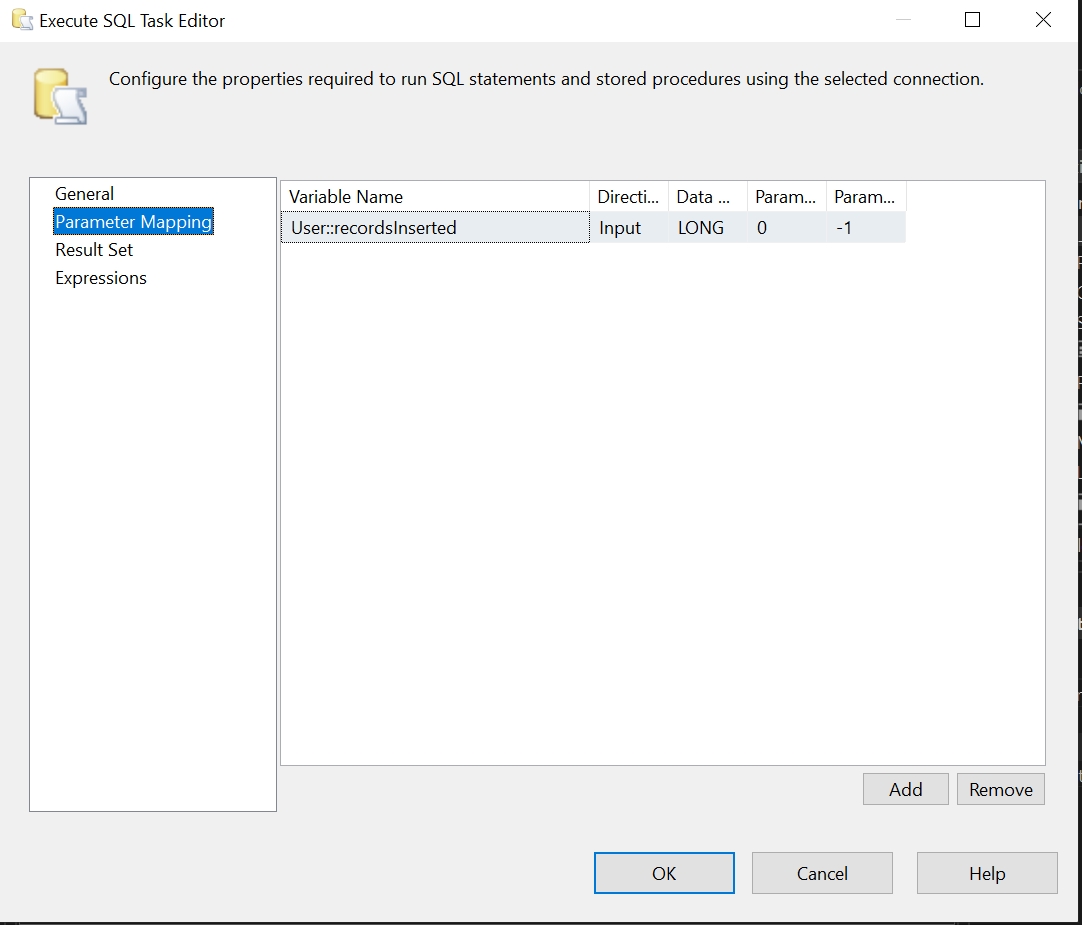 Execute SQL Task Editor
Configure the properties required to run SQL statements and stored procedures using the selected connection.
General
Parameter Mapping
Result Set
Expressions
Variable Name Directi... Data ... Param... Param...
User::recordsInserted Input LONG 0 -1
Add Remove
OK Cancel Help